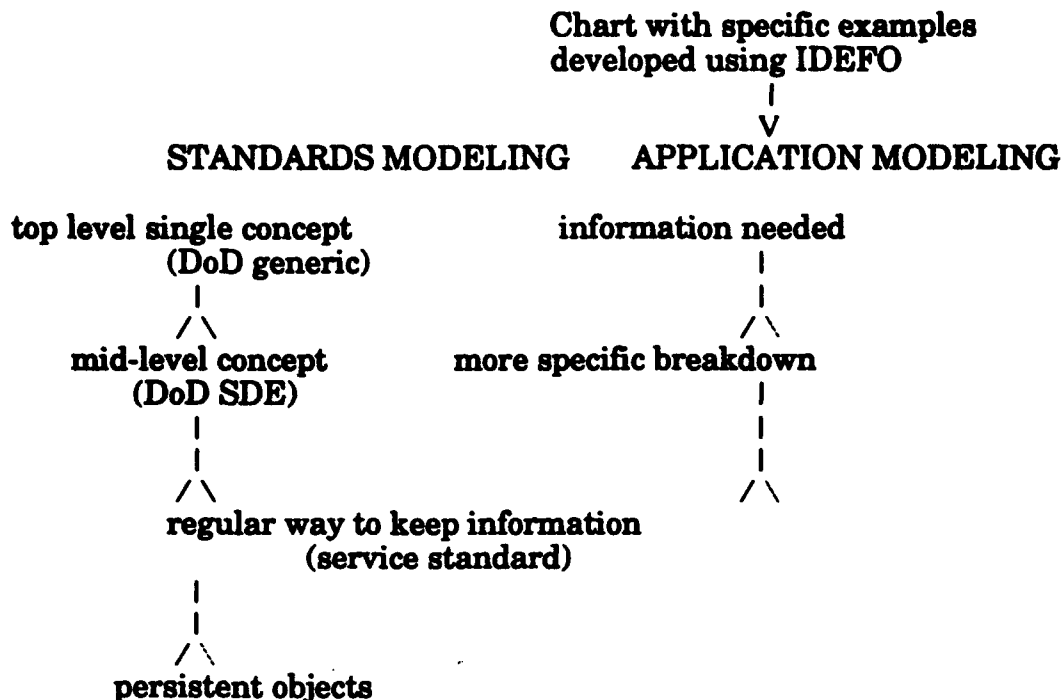 Chart with specific examples
developed using IDEFO
STANDARDS MODELING APPLICATION MODELING
top level single concept information needed
(DoD generic)
mid-level concept more specific breakdown
(DoD SDE)
regular way to keep information
(service standard)
persistent objects